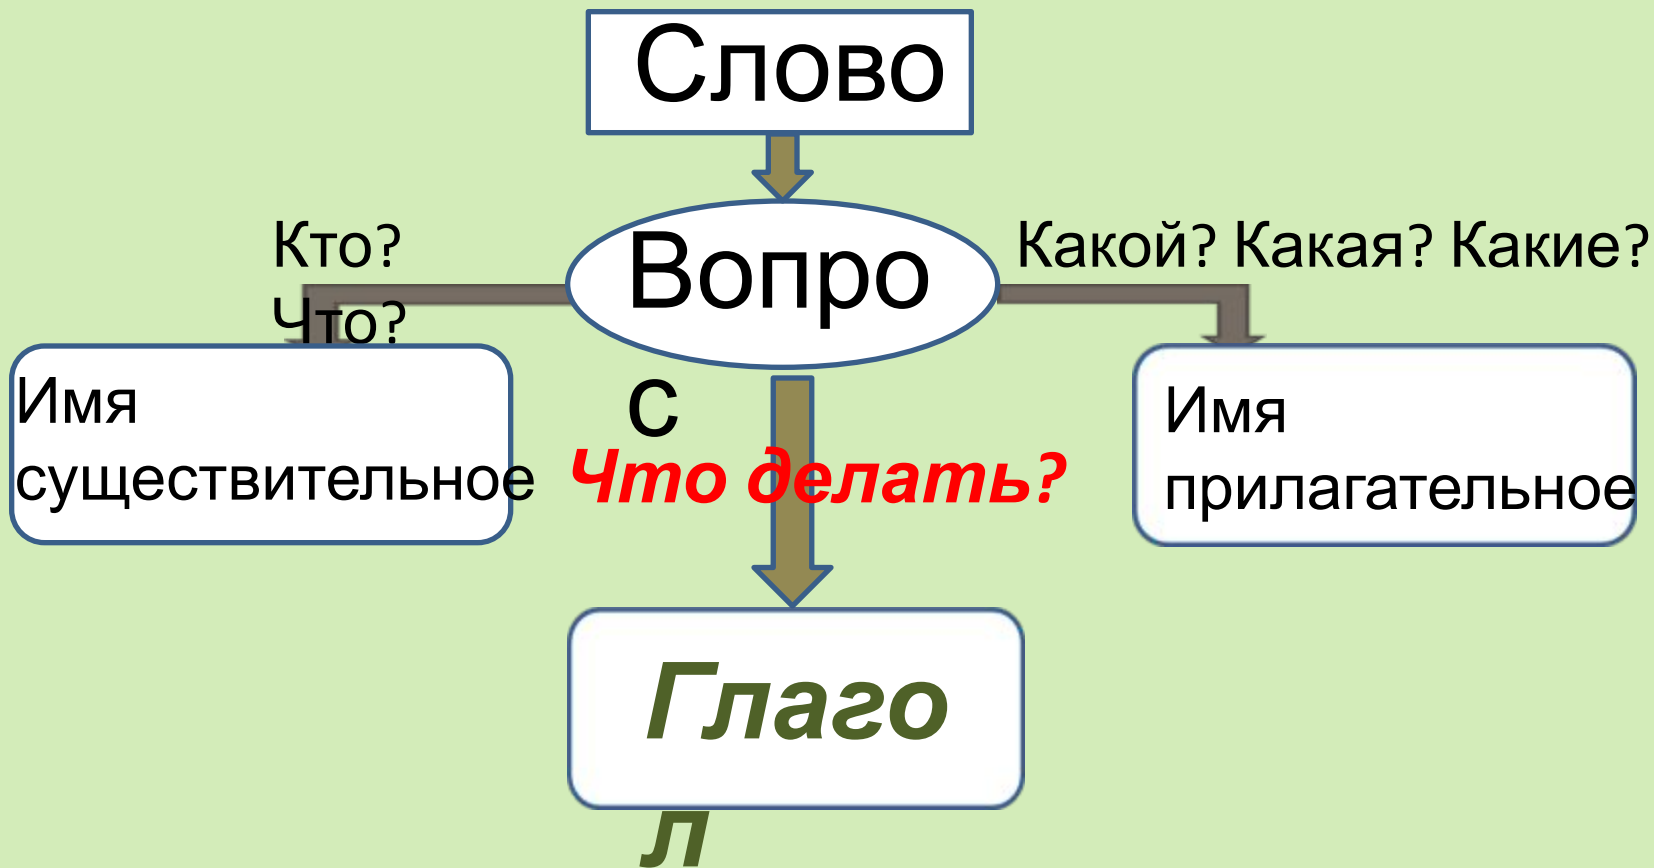 Слово
Кто?
Что?
Вопро
с
Какой? Какая? Какие?
Имя
существительное
Что делать?
Имя
прилагательное
Глаго
л